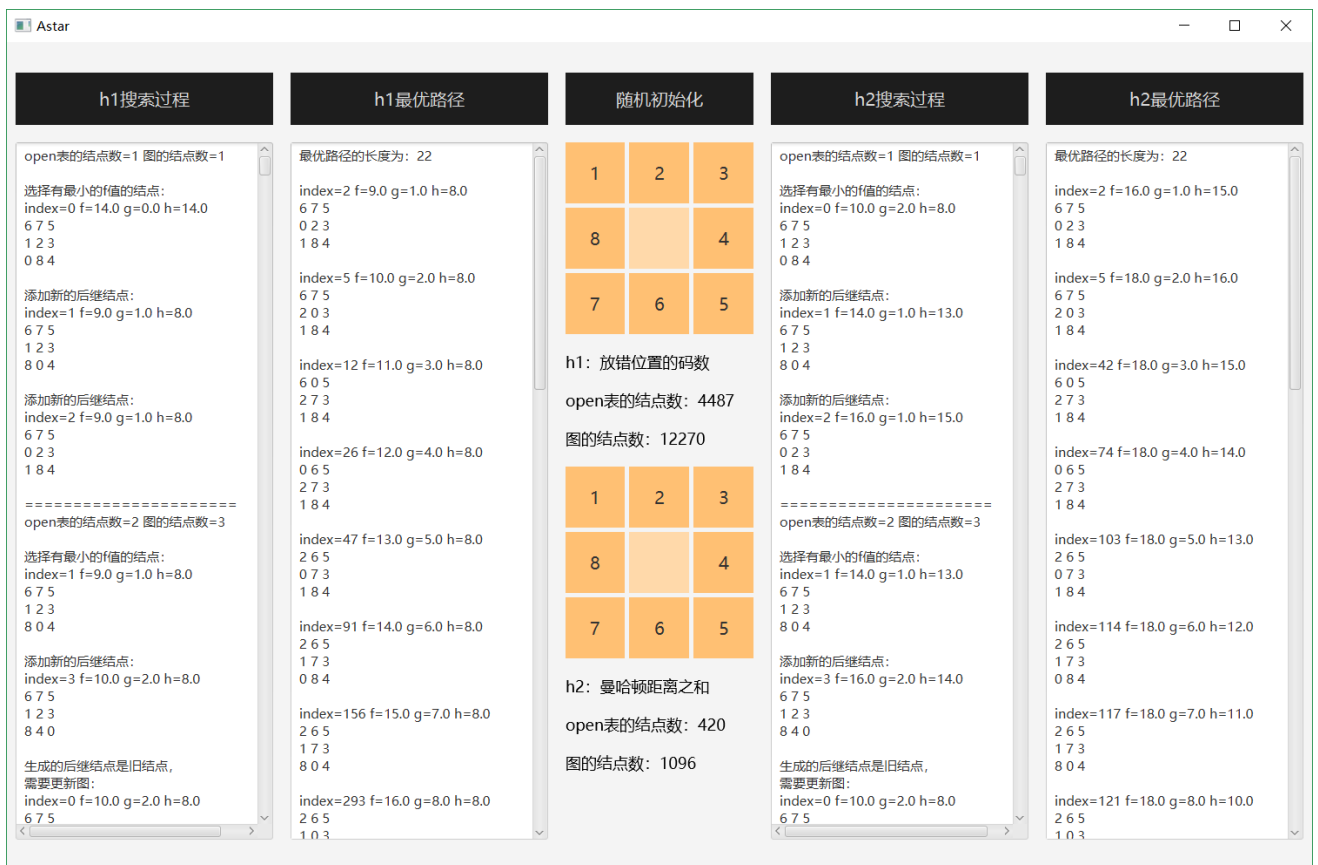 Astar
h1搜索过程
open表的结点数=1 图的结点数=1
选择有最小的f值的结点:
index=0 f=14.0 g=0.0 h=14.0
6 7 5
1 2 3
0 8 4
添加新的后继结点:
index=1 f=9.0 g=1.0 h=8.0
6 7 5
1 2 3
8 0 4
添加新的后继结点:
index=2 f=9.0 g=1.0 h=8.0
6 7 5
0 2 3
1 8 4
======================
open表的结点数=2 图的结点数=3
选择有最小的f值的结点:
index=1 f=9.0 g=1.0 h=8.0
6 7 5
1 2 3
8 0 4
添加新的后继结点:
index=3 f=10.0 g=2.0 h=8.0
6 7 5
1 2 3
8 4 0
生成的后继结点是旧结点,
需要更新图:
index=0 f=10.0 g=2.0 h=8.0
6 7 5
h1最优路径
最优路径的长度为: 22
index=2 f=9.0 g=1.0 h=8.0
6 7 5
0 2 3
1 8 4
index=5 f=10.0 g=2.0 h=8.0
6 7 5
2 0 3
1 8 4
index=12 f=11.0 g=3.0 h=8.0
6 0 5
2 7 3
1 8 4
index=26 f=12.0 g=4.0 h=8.0
0 6 5
2 7 3
1 8 4
index=47 f=13.0 g=5.0 h=8.0
2 6 5
0 7 3
1 8 4
index=91 f=14.0 g=6.0 h=8.0
2 6 5
1 7 3
0 8 4
index=156 f=15.0 g=7.0 h=8.0
2 6 5
1 7 3
8 0 4
index=293 f=16.0 g=8.0 h=8.0
2 6 5
1 0 3
随机初始化
1 2 3
8 4
7 6 5
h1: 放错位置的码数
open表的结点数: 4487
图的结点数: 12270
1 2 3
8 4
7 6 5
h2: 曼哈顿距离之和
open表的结点数: 420
图的结点数: 1096
h2搜索过程
open表的结点数=1 图的结点数=1
选择有最小的f值的结点:
index=0 f=10.0 g=2.0 h=8.0
6 7 5
1 2 3
0 8 4
添加新的后继结点:
index=1 f=14.0 g=1.0 h=13.0
6 7 5
1 2 3
8 0 4
添加新的后继结点:
index=2 f=16.0 g=1.0 h=15.0
6 7 5
0 2 3
1 8 4
======================
open表的结点数=2 图的结点数=3
选择有最小的f值的结点:
index=1 f=14.0 g=1.0 h=13.0
6 7 5
1 2 3
8 0 4
添加新的后继结点:
index=3 f=16.0 g=2.0 h=14.0
6 7 5
1 2 3
8 4 0
生成的后继结点是旧结点,
需要更新图:
index=0 f=10.0 g=2.0 h=8.0
6 7 5
h2最优路径
最优路径的长度为: 22
index=2 f=16.0 g=1.0 h=15.0
6 7 5
0 2 3
1 8 4
index=5 f=18.0 g=2.0 h=16.0
6 7 5
2 0 3
1 8 4
index=42 f=18.0 g=3.0 h=15.0
6 0 5
2 7 3
1 8 4
index=74 f=18.0 g=4.0 h=14.0
0 6 5
2 7 3
1 8 4
index=103 f=18.0 g=5.0 h=13.0
2 6 5
0 7 3
1 8 4
index=114 f=18.0 g=6.0 h=12.0
2 6 5
1 7 3
0 8 4
index=117 f=18.0 g=7.0 h=11.0
2 6 5
1 7 3
8 0 4
index=121 f=18.0 g=8.0 h=10.0
2 6 5
1 0 3